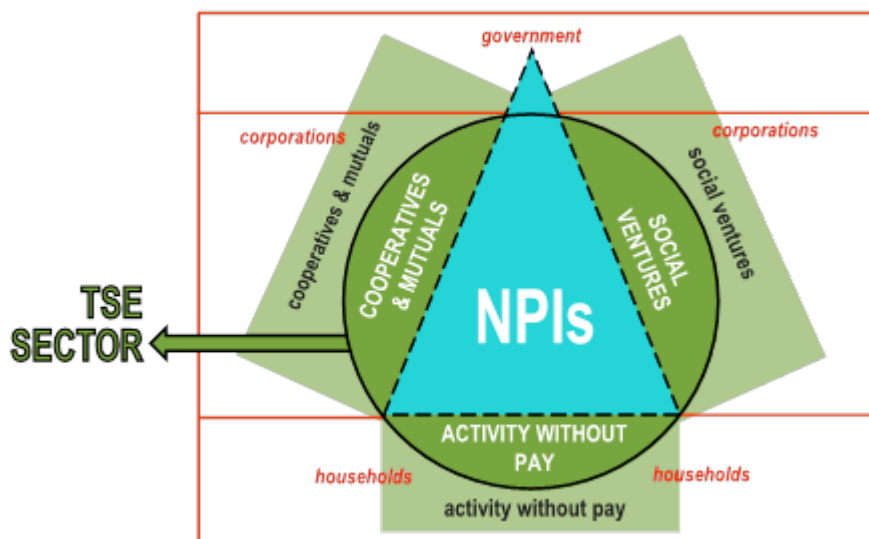 government
corporations
corporations
cooperatives & mutuals
COOPERATIVES
& MUTUALS
SOCIAL
VENTURES
social ventures
TSE
SECTOR
NPIs
ACTIVITY WITHOUT
PAY
households
households
activity without pay